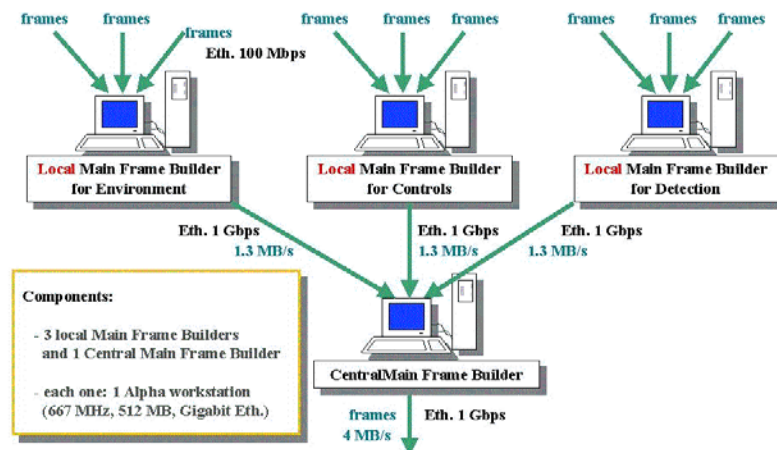 frames frames frames frames frames frames
frames frames frames
Eth. 100 Mbps
Local Main Frame Builder
for Environment
Local Main Frame Builder
for Controls
Local Main Frame Builder
for Detection
Eth. 1 Gbps
1.3 MB/s
Eth. 1 Gbps
1.3 MB/s
Eth. 1 Gbps
1.3 MB/s
Components:
- 3 local Main Frame Builders
and 1 Central Main Frame Builder
- each one: 1 Alpha workstation
(667 MHz, 512 MB, Gigabit Eth.)
CentralMain Frame Builder
frames
4 MB/s
Eth. 1 Gbps